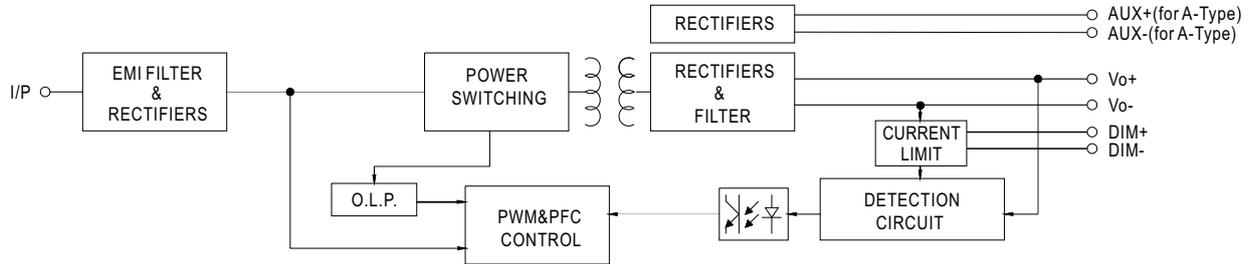 RECTIFIERS
AUX+(for A-Type)
AUX-(for A-Type)
I/P
EMI FILTER
&
RECTIFIERS
POWER
SWITCHING
RECTIFIERS
&
FILTER
Vo+
Vo-
CURRENT
LIMIT
DIM+
DIM-
O.L.P.
PWM&PFC
CONTROL
DETECTION
CIRCUIT